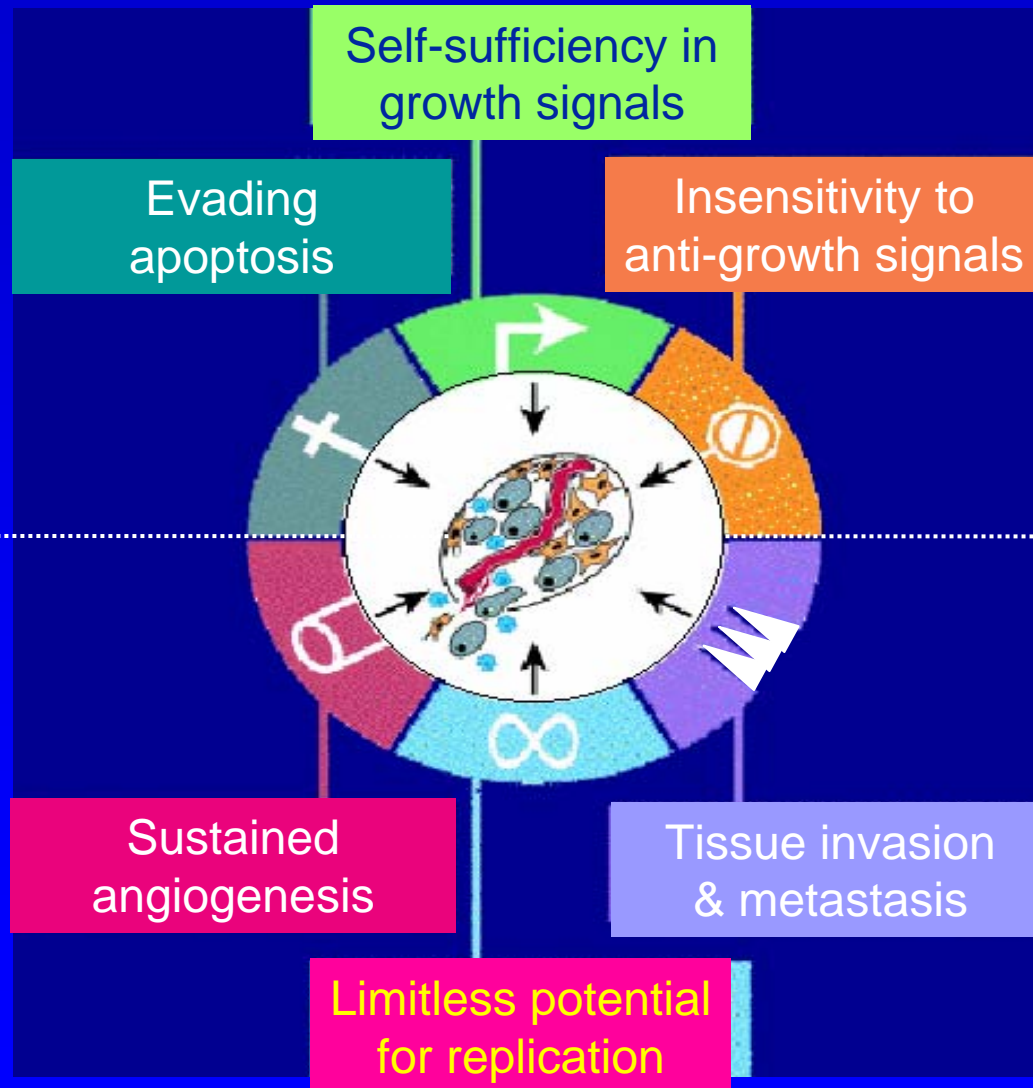 Self-sufficiency in
growth signals
Evading
apoptosis
Insensitivity to
anti-growth signals
Sustained
angiogenesis
Tissue invasion
& metastasis
Limitless potential
for replication